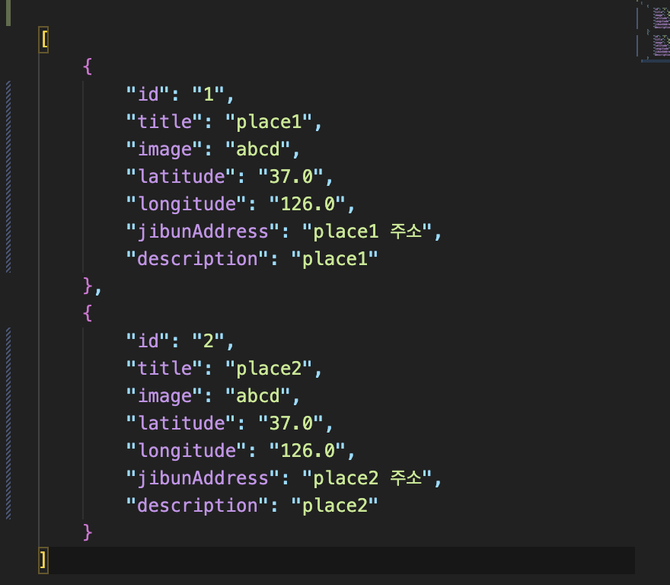 [
{
"id": "1",
"title": "place1",
"image": "abcd",
"latitude": "37.0",
"longitude": "126.0",
"jibunAddress": "place1 주소",
"description": "place1"
},
{
"id": "2",
"title": "place2",
"image": "abcd",
"latitude": "37.0",
"longitude": "126.0",
"jibunAddress": "place2 주소",
"description": "place2"
}
]